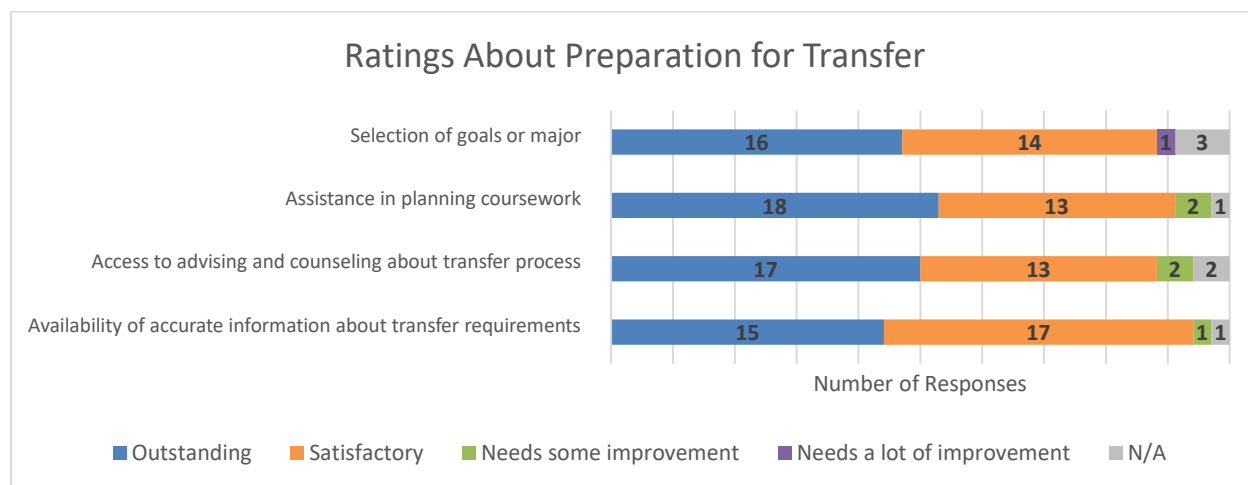 Ratings About Preparation for Transfer
Selection of goals or major 16 14 1 3
Assistance in planning coursework 18 13 2 1
Access to advising and counseling about transfer process 17 13 2 2
Availability of accurate information about transfer requirements 15 17 1 1
Number of Responses
Outstanding Satisfactory Needs some improvement Needs a lot of improvement N/A